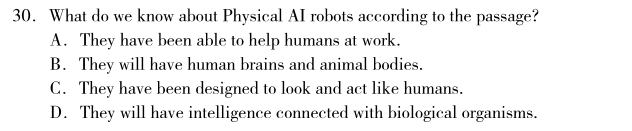 30. What do we know about Physical AI robots according to the passage?
A. They have been able to help humans at work.
B. They will have human brains and animal bodies.
C. They have been designed to look and act like humans.
D. They will have intelligence connected with biological organisms.